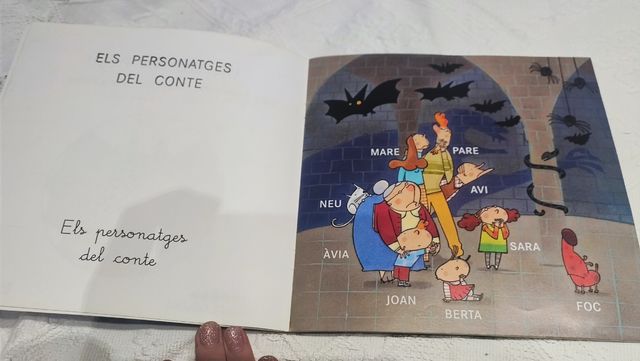 ELS PERSONATGES
DEL CONTE
Els personatges
del conte
MARE
PARE
AVI
NEU
SARA
ÀVIA
JOAN
BERTA
FOC